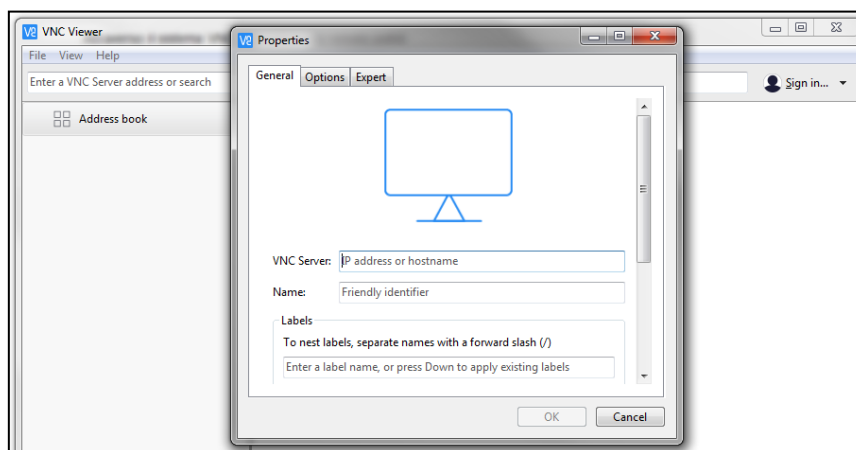 VNC Viewer
File View Help
Enter a VNC Server address or search
Sign in...
Address book
Properties
General Options Expert
VNC Server: IP address or hostname
Name: Friendly identifier
Labels
To nest labels, separate names with a forward slash (/)
Enter a label name, or press Down to apply existing labels
OK Cancel